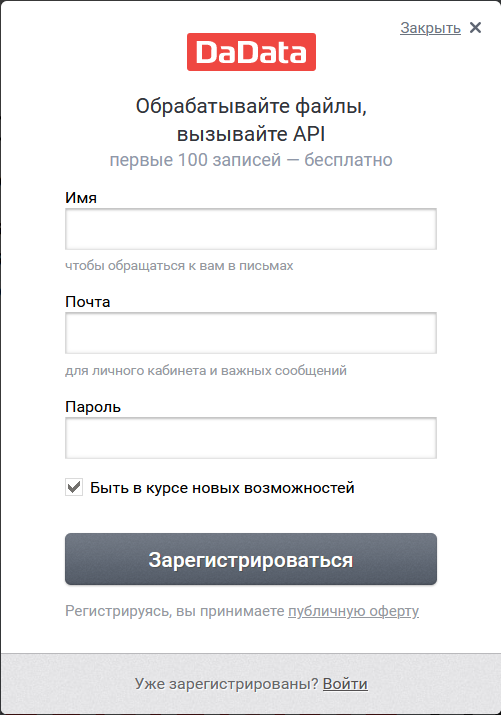 Закрыть
DaData
Обрабатывайте файлы,
вызывайте API
первые 100 записей — бесплатно
Имя
чтобы обращаться к вам в письмах
Почта
для личного кабинета и важных сообщений
Пароль
Быть в курсе новых возможностей
Зарегистрироваться
Регистрируясь, вы принимаете публичную оферту
Уже зарегистрированы? Войти